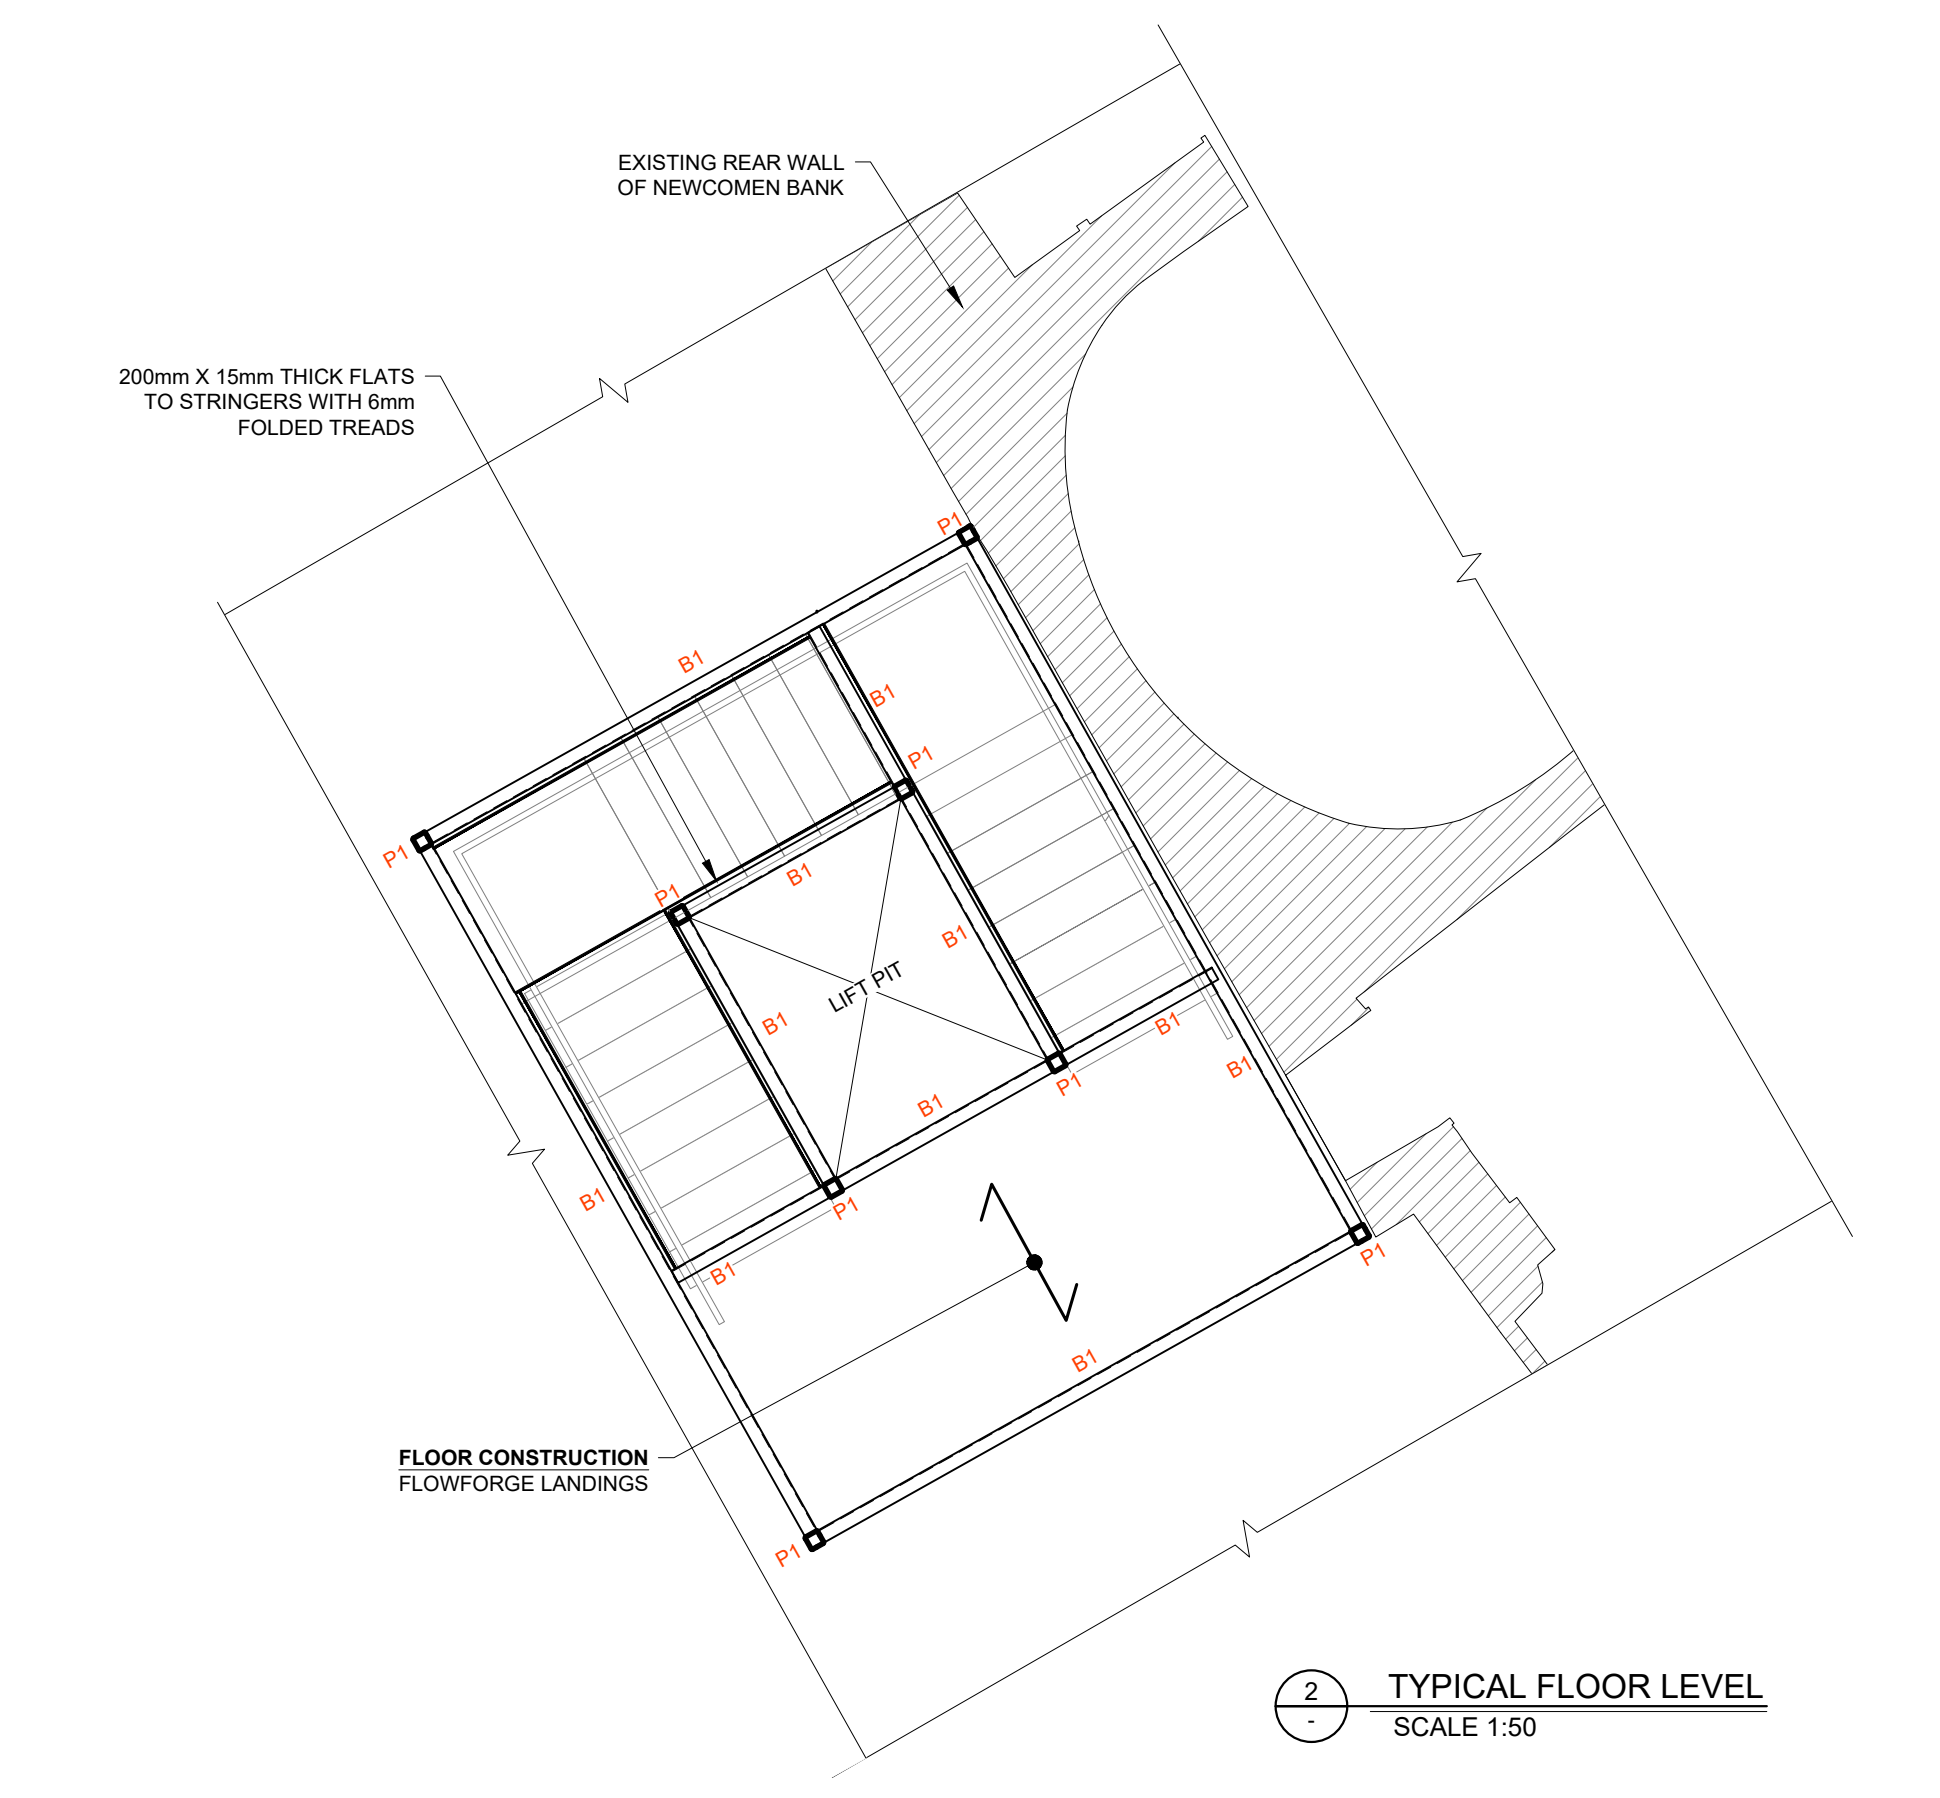 EXISTING REAR WALL
OF NEWCOMEN BANK
200mm X 15mm THICK FLATS
TO STRINGERS WITH 6mm
FOLDED TREADS
P1
B1
B1
P1
P1
B1
P1
B1
LIFT PIT
B1
B1
B1
P1
B1
B1
B1
P1
B1
P1
B1
P1
FLOOR CONSTRUCTION
FLOWFORGE LANDINGS
2
-
TYPICAL FLOOR LEVEL
SCALE 1:50